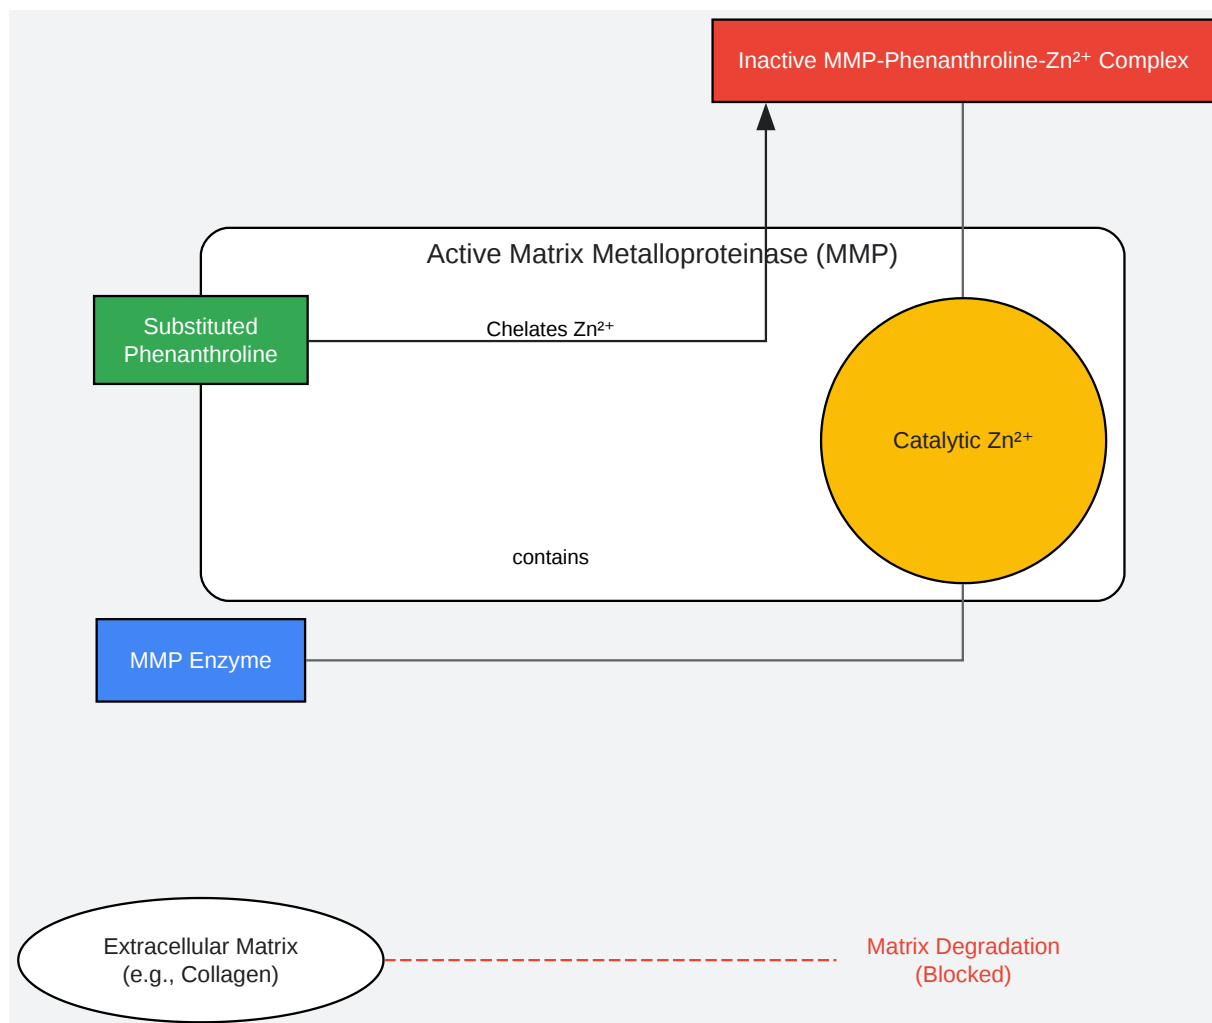 Inactive MMP-Phenanthroline-Zn²⁺ Complex
Active Matrix Metalloproteinase (MMP)
Substituted
Phenanthroline
Chelates Zn²⁺
Catalytic Zn²⁺
contains
MMP Enzyme
Extracellular Matrix
(e.g., Collagen)
Matrix Degradation
(Blocked)